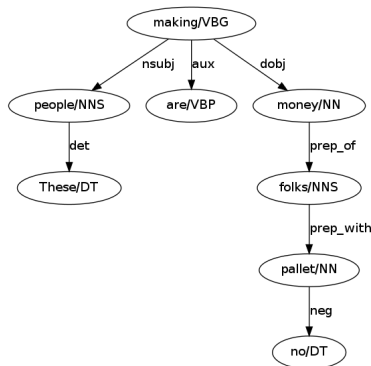 making/VBG
nsubj aux dobj
people/NNS are/VBP money/NN
det prep_of
These/DT folks/NNS
prep_with
pallet/NN
neg
no/DT